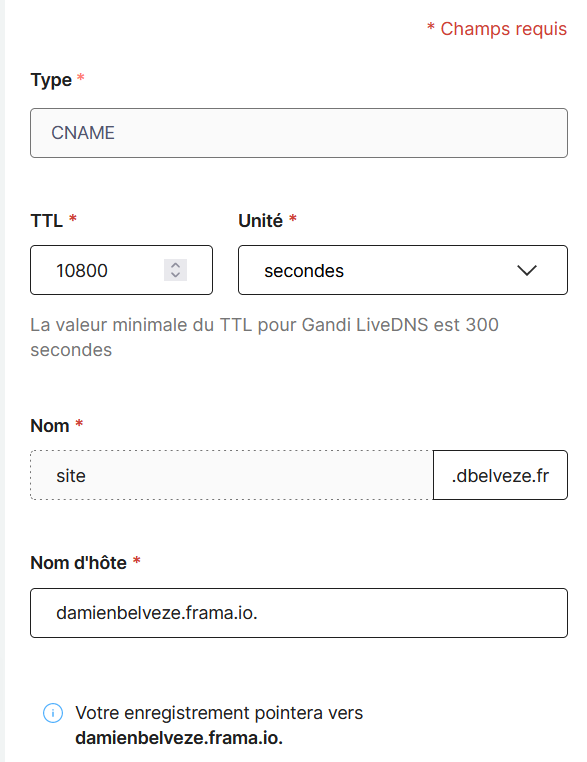 * Champs requis
Type *
CNAME
TTL *
Unité *
10800
secondes
La valeur minimale du TTL pour Gandi LiveDNS est 300
secondes
Nom *
site
.dbelveze.fr
Nom d'hôte *
damienbelveze.frama.io.
Votre enregistrement pointera vers
damienbelveze.frama.io.